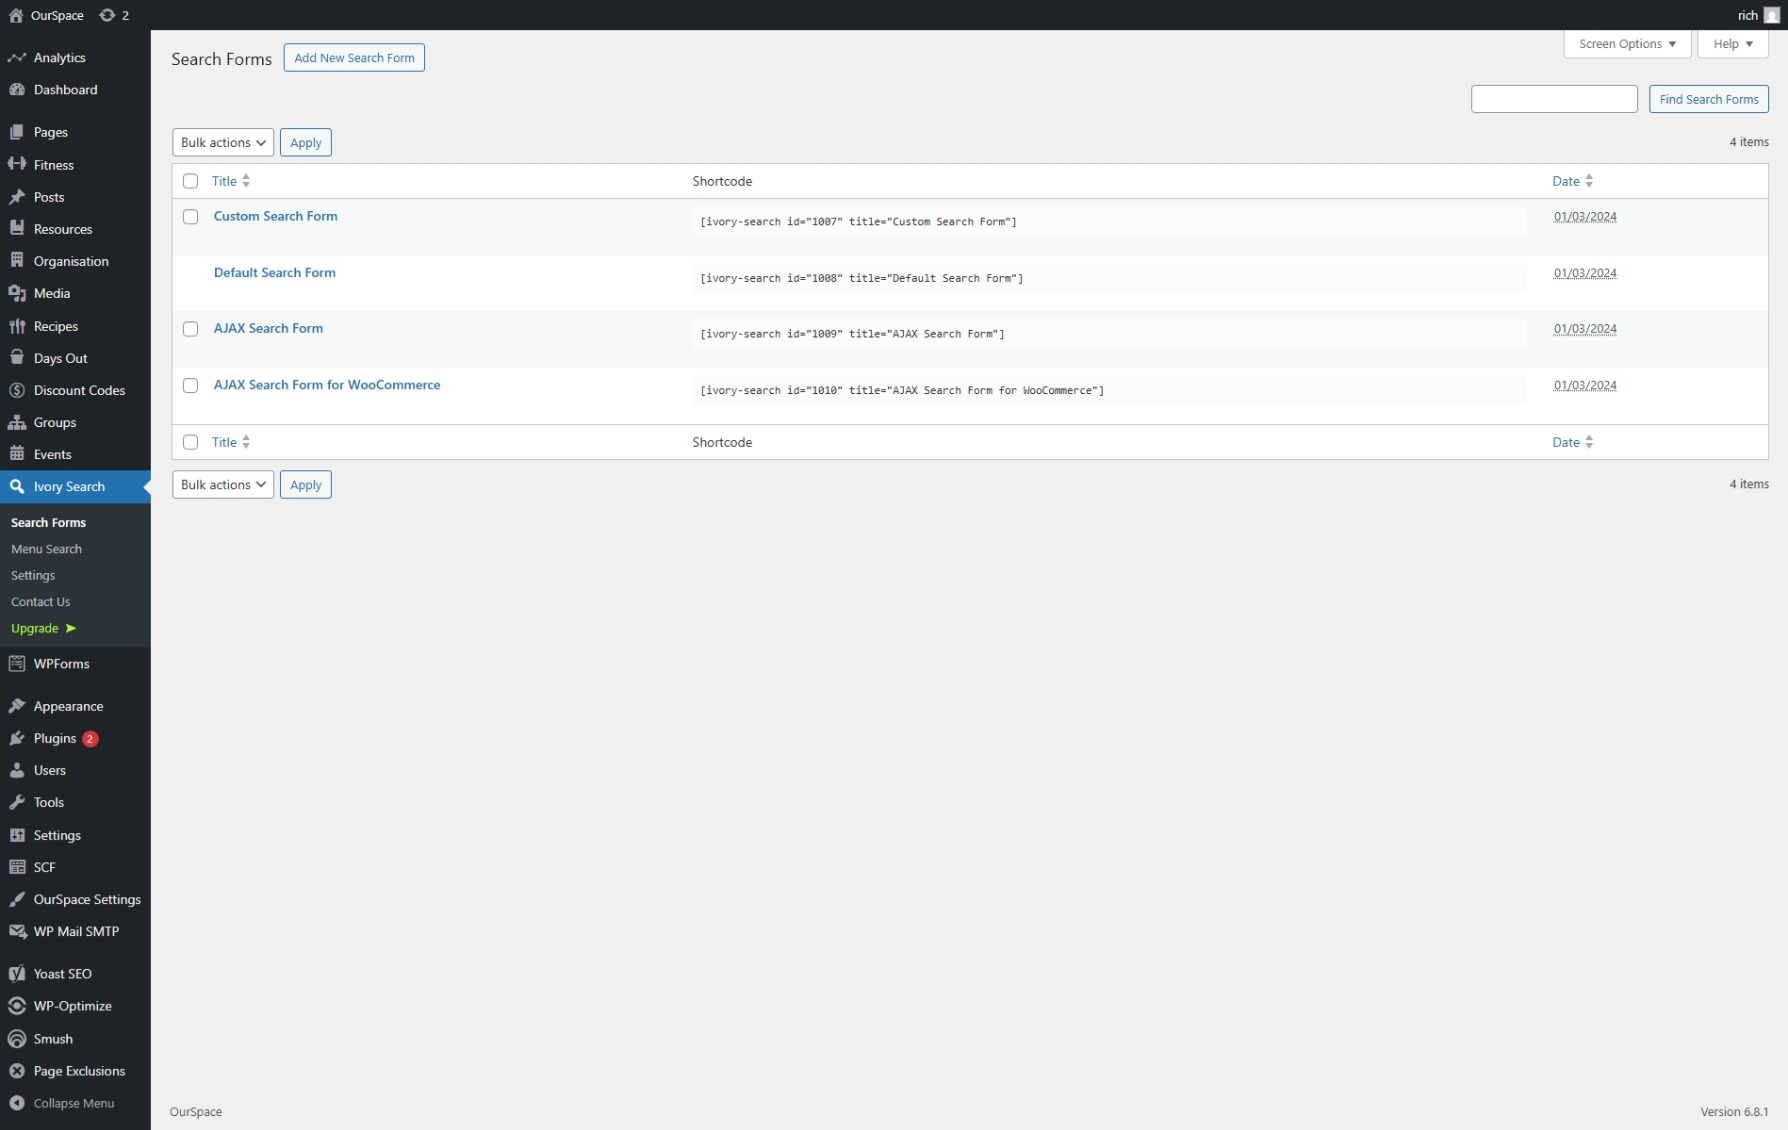 OurSpace 2 rich
Screen Options Help
Search Forms Add New Search Form
Find Search Forms
Bulk actions Apply 4 items
Title Shortcode Date
Custom Search Form [ivory-search id="1007" title="Custom Search Form"] 01/03/2024
Default Search Form [ivory-search id="1008" title="Default Search Form"] 01/03/2024
AJAX Search Form [ivory-search id="1009" title="AJAX Search Form"] 01/03/2024
AJAX Search Form for WooCommerce [ivory-search id="1010" title="AJAX Search Form for WooCommerce"] 01/03/2024
Title Shortcode Date
Bulk actions Apply 4 items
Analytics
Dashboard
Pages
Fitness
Posts
Resources
Organisation
Media
Recipes
Days Out
Discount Codes
Groups
Events
Ivory Search
Search Forms
Menu Search
Settings
Contact Us
Upgrade ➤
WPForms
Appearance
Plugins 2
Users
Tools
Settings
SCF
OurSpace Settings
WP Mail SMTP
Yoast SEO
WP-Optimize
Smush
Page Exclusions
Collapse Menu
OurSpace Version 6.8.1